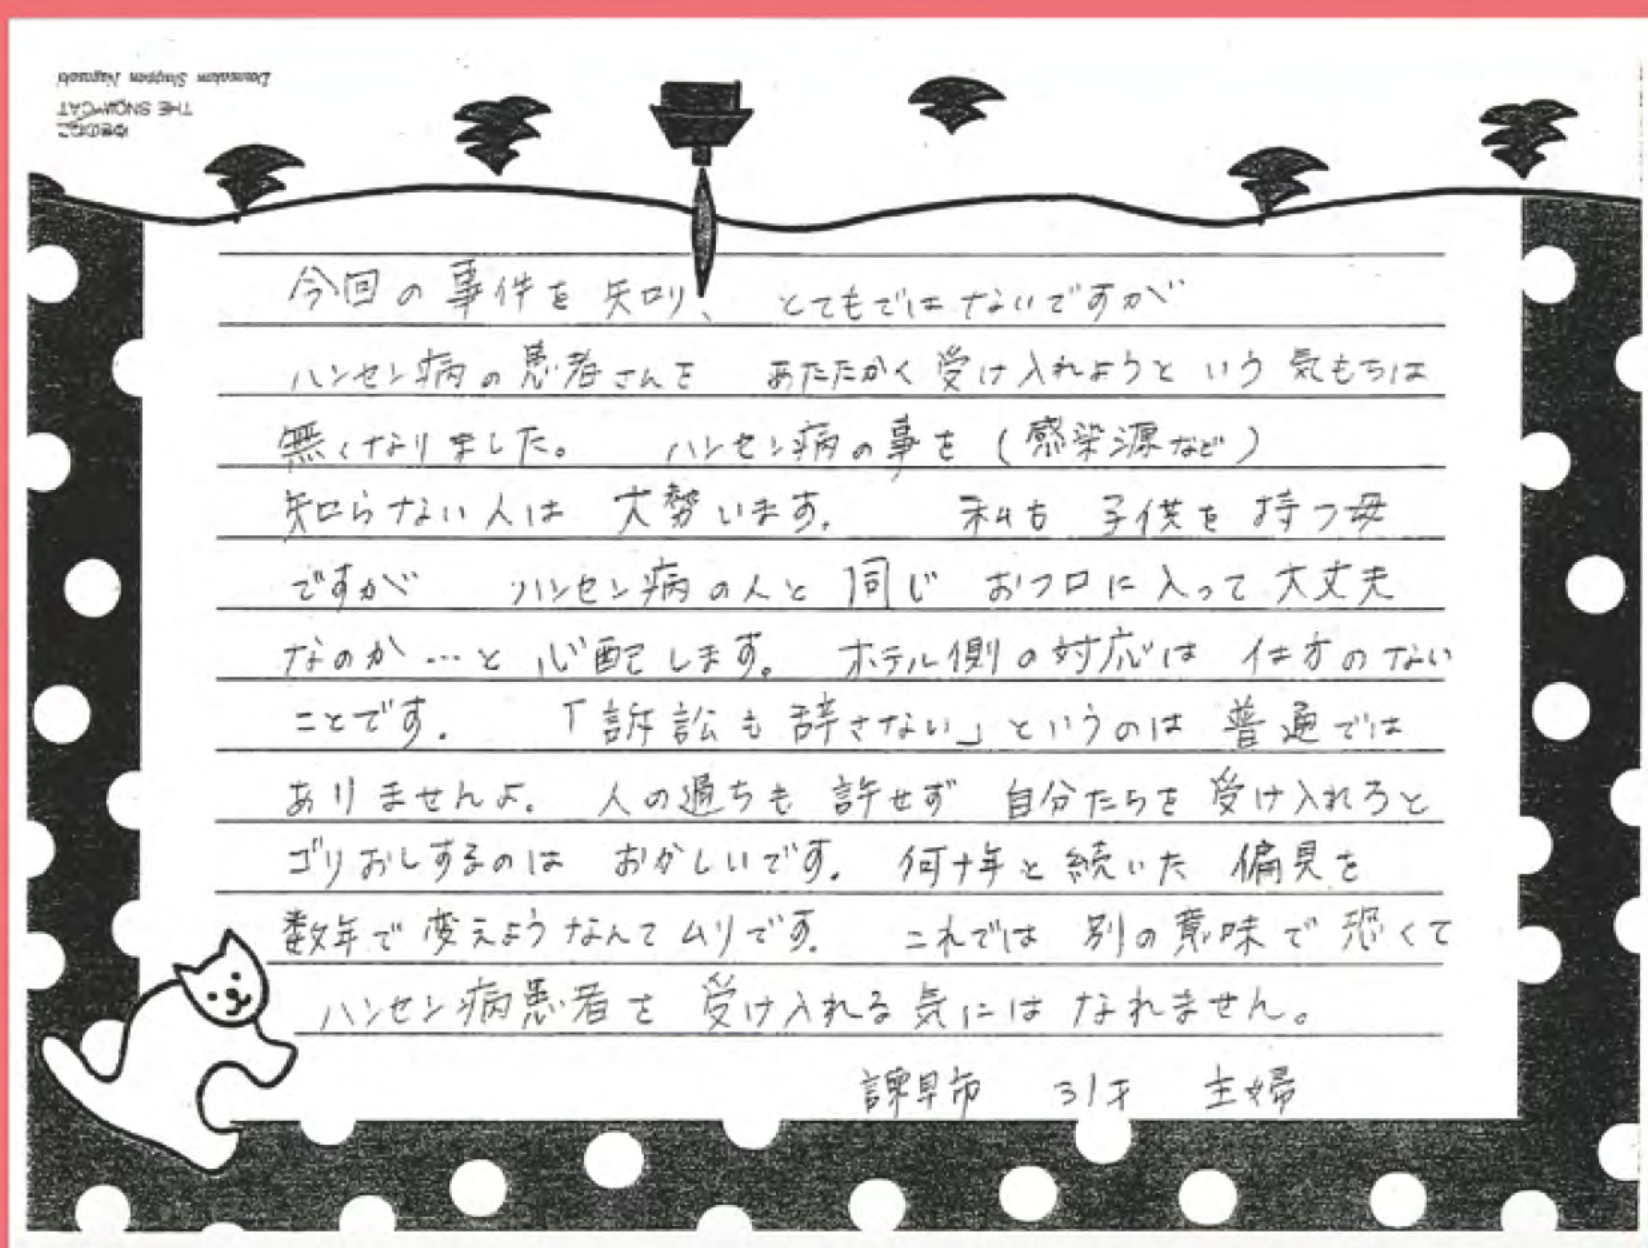 Downsalem Shappen Nagasaki
THE SNOWCAT
ゆきのねこ
今回の事件を知り、 とてもでではないですが
ハンセン病の患者さんを あたたかく受け入れようという気もちは
無くなりました。 ハンセン病の事を(感染源など)
知らない人は 大勢います。 私も 子供を持つ母
ですが ハンセン病の人と同じ おフロに入って大丈夫
なのか…と心配します。 ホテル側の対応は 仕方のない
ことです。 「訴訟も辞さない」というのは普通では
ありませんよ。 人の過ちも 許せず 自分たちを受け入れろと
ゴリおしするのは おかしいです。 何十年と続いた偏見を
数年で変えようなんてムリです。 これでは 別の意味で恐くて
ハンセン病患者を 受け入れる気にはなれません。
諫早市 31才 主婦